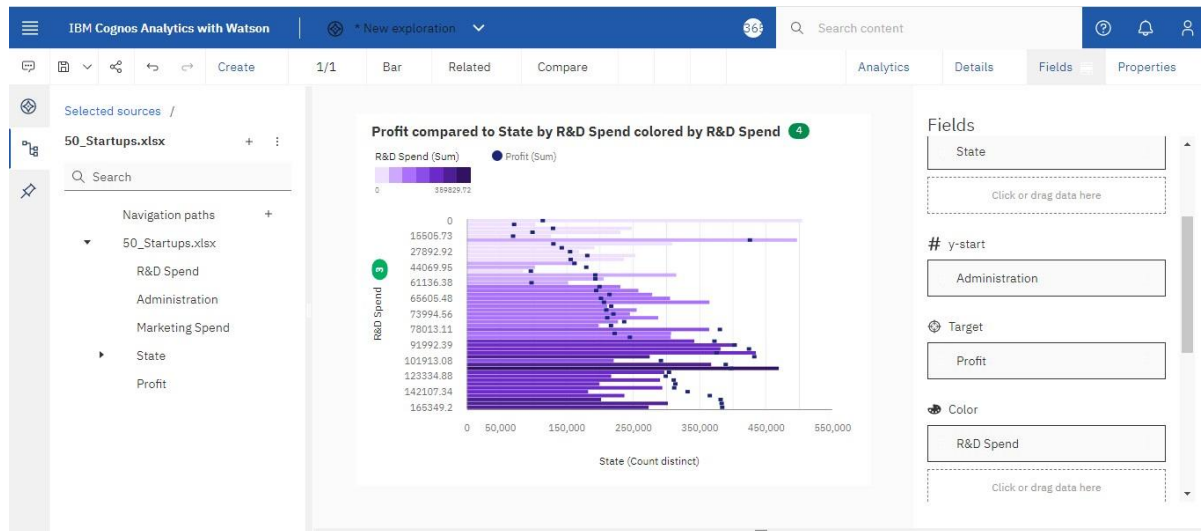 IBM Cognos Analytics with Watson
* New exploration
Search content
Create
1/1
Bar
Related
Compare
Analytics
Details
Fields
Properties
Selected sources /
50_Startups.xlsx
Search
Navigation paths
50_Startups.xlsx
R&D Spend
Administration
Marketing Spend
State
Profit
Profit compared to State by R&D Spend colored by R&D Spend 4
R&D Spend (Sum)
Profit (Sum)
0 359829.72
R&D Spend
3
0
15505.73
27892.92
44069.95
61136.38
65605.48
73994.56
78013.11
91992.39
101913.08
123334.88
142107.34
165349.2
0 50,000 150,000 250,000 350,000 450,000 550,000
State (Count distinct)
Fields
State
Click or drag data here
# y-start
Administration
Target
Profit
Color
R&D Spend
Click or drag data here